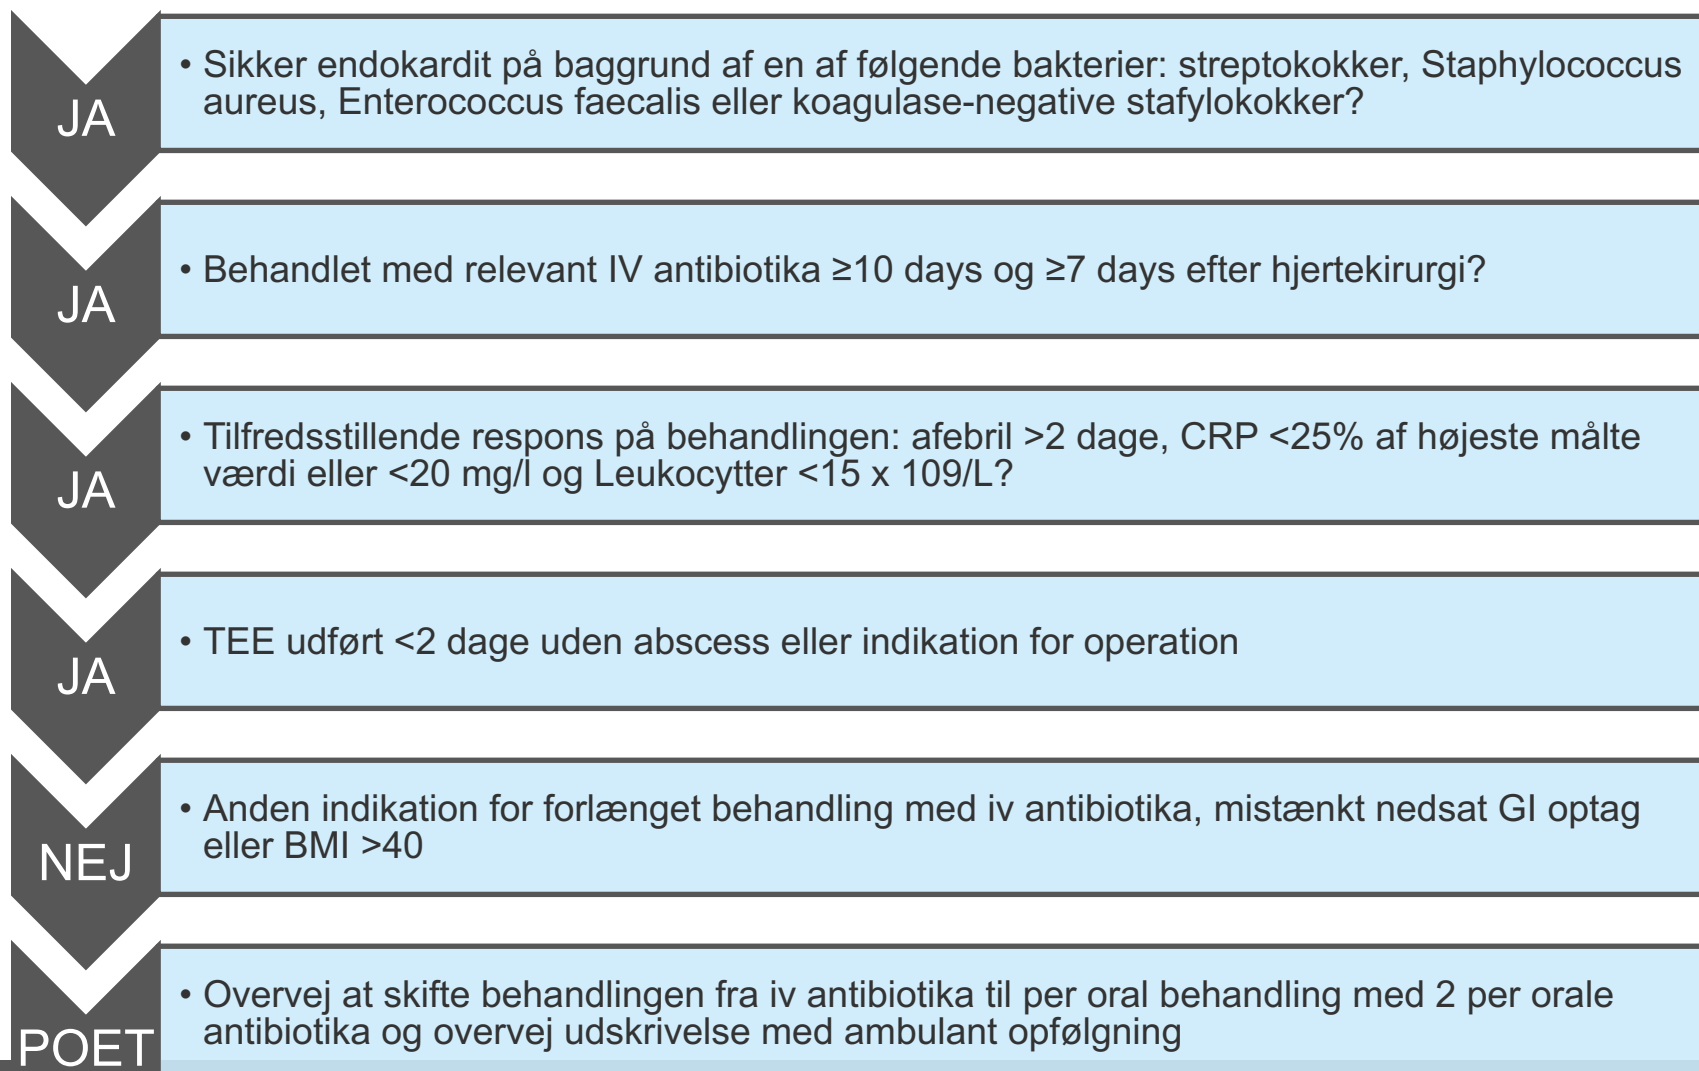 JA
• Sikker endokardit på baggrund af en af følgende bakterier: streptokokker, Staphylococcus
aureus, Enterococcus faecalis eller koagulase-negative stafylokokker?
JA
• Behandlet med relevant IV antibiotika ≥10 days og ≥7 days efter hjertekirurgi?
JA
• Tilfredsstillende respons på behandlingen: afebril >2 dage, CRP <25% af højeste målte
værdi eller <20 mg/l og Leukocytter <15 x 109/L?
JA
• TEE udført <2 dage uden abscess eller indikation for operation
NEJ
• Anden indikation for forlænget behandling med iv antibiotika, mistænkt nedsat GI optag
eller BMI >40
POET
• Overvej at skifte behandlingen fra iv antibiotika til per oral behandling med 2 per orale
antibiotika og overvej udskrivelse med ambulant opfølgning